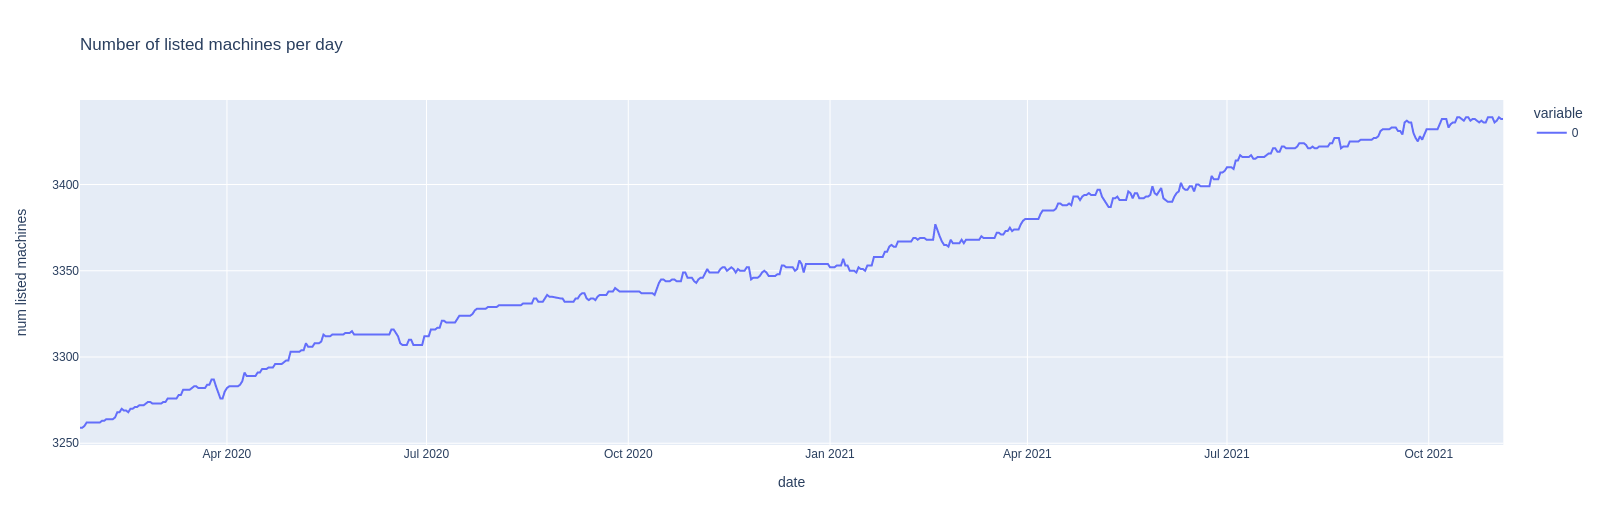 Number of listed machines per day
variable
0
3400
3350
3300
3250
num listed machines
Apr 2020
Jul 2020
Oct 2020
Jan 2021
Apr 2021
Jul 2021
Oct 2021
date